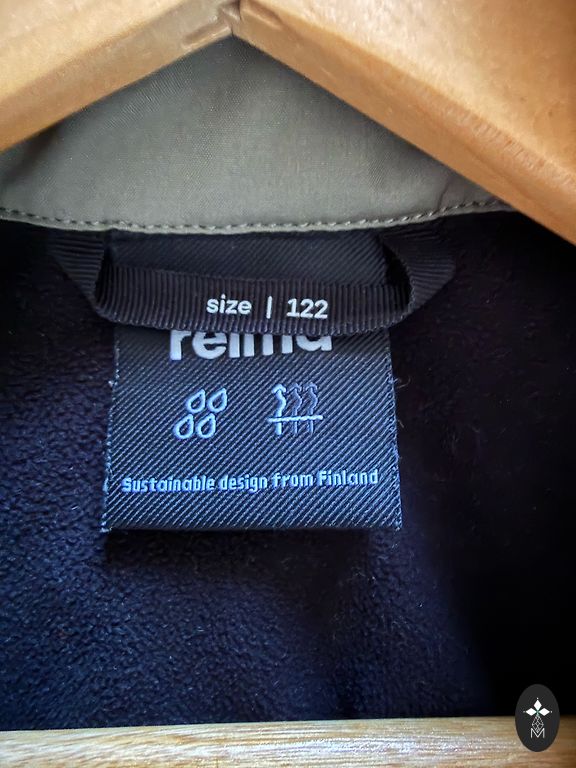 size | 122
reima
Sustainable design from Finland
M